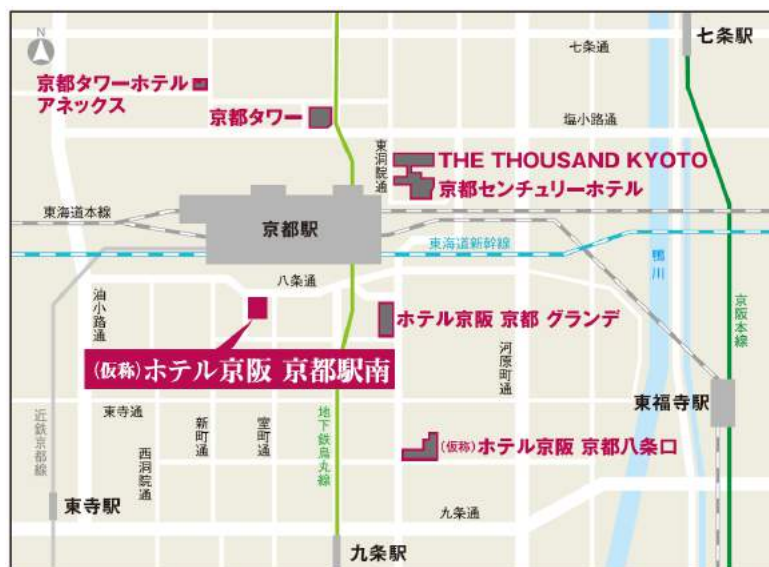 N
七条通
七条駅
京都タワーホテル
アネックス
京都タワー
塩小路通
東洞院通
THE THOUSAND KYOTO
京都センチュリーホテル
東海道本線
京都駅
東海道新幹線
鴨川
八条通
油小路通
ホテル京阪 京都 グランデ
京阪本線
(仮称)ホテル京阪 京都駅南
河原町通
東福寺駅
近鉄京都線
東寺通
西洞院通
新町通
室町通
地下鉄烏丸線
(仮称)ホテル京阪 京都八条口
東寺駅
九条通
九条駅